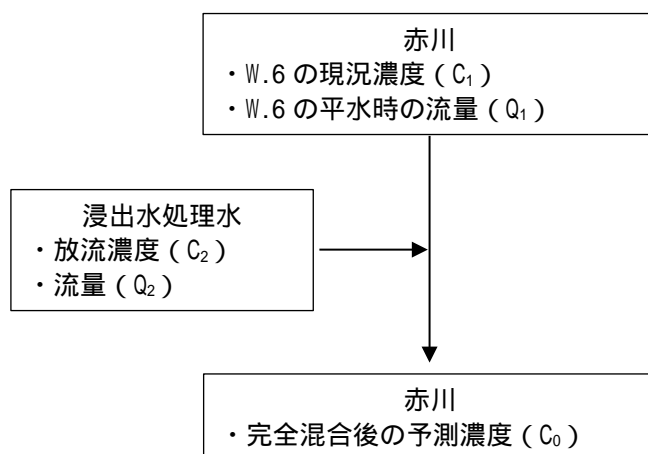 赤川
・W.6 の現況濃度（C₁）
・W.6 の平水時の流量（Q₁）
浸出水処理水
・放流濃度（C₂）
・流量（Q₂）
赤川
・完全混合後の予測濃度（C₀）